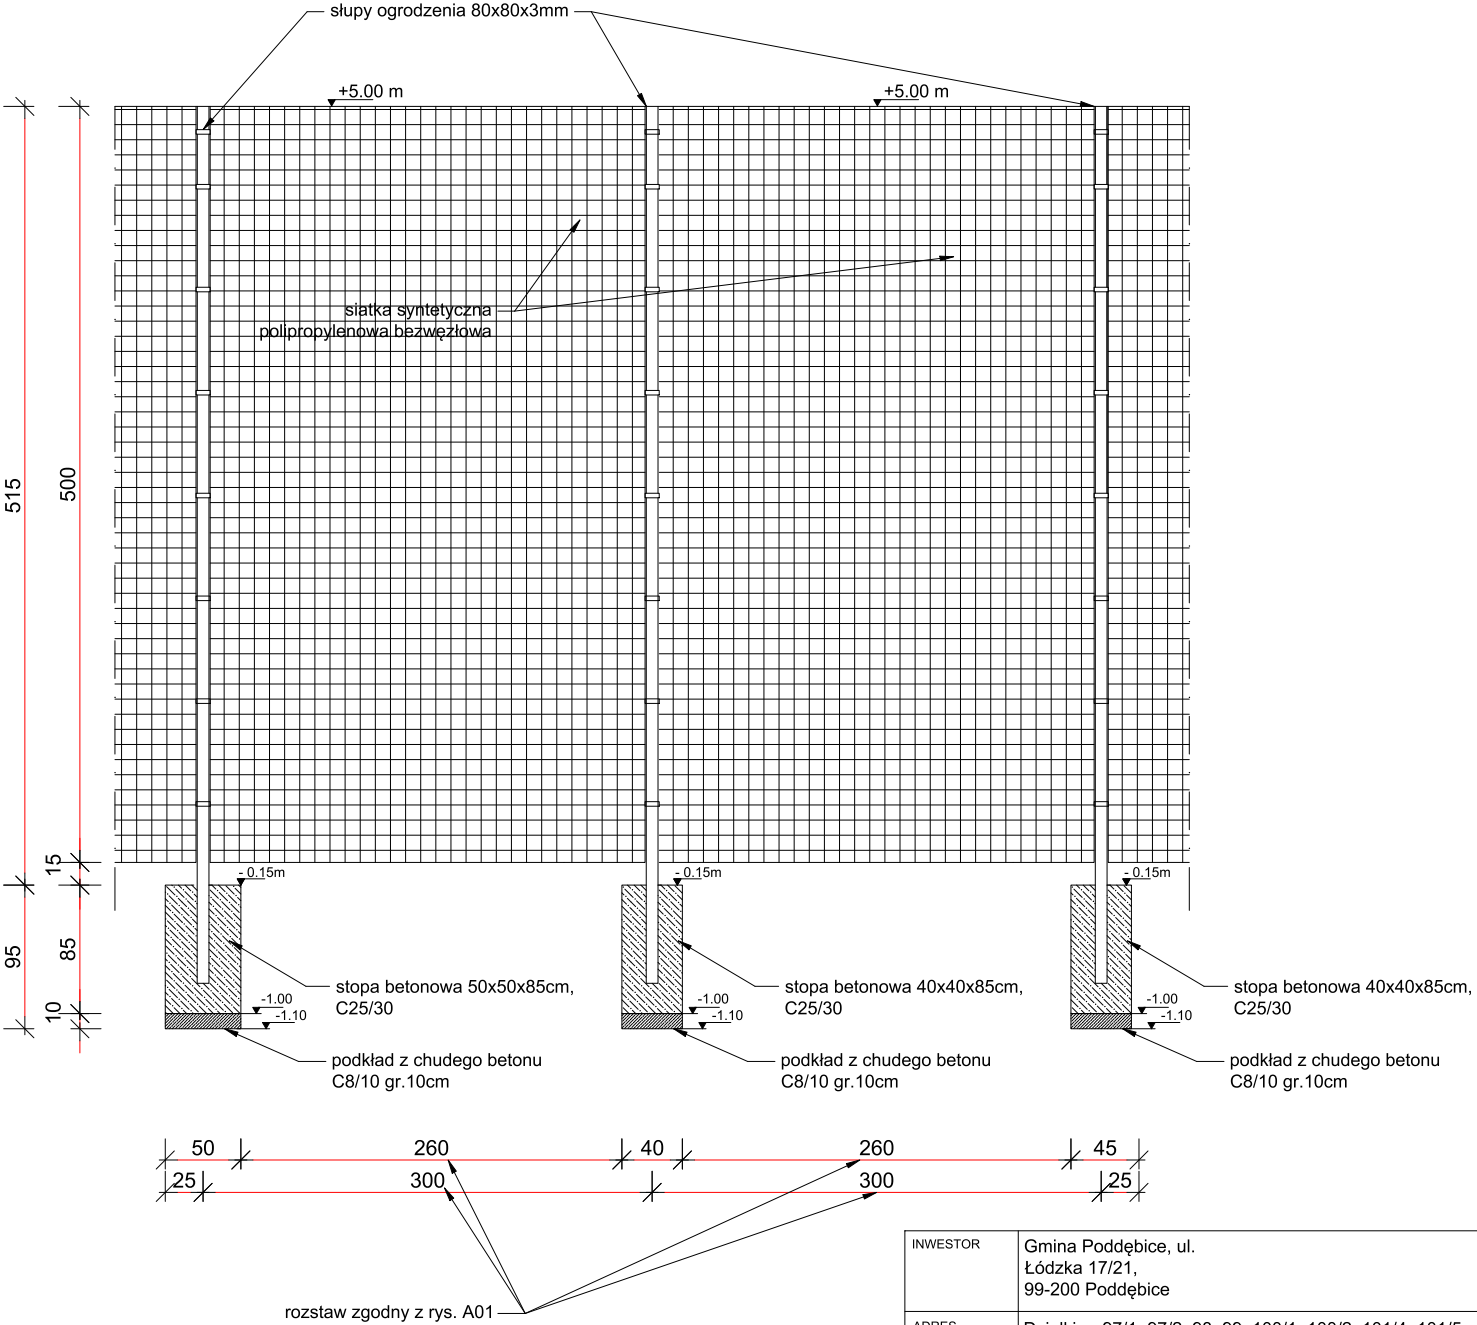 słupy ogrodzenia 80x80x3mm
+5.00 m
+5.00 m
siatka syntetyczna
polipropylenowa bezwęzłowa
515
500
15
95
85
10
- 0.15m
- 0.15m
- 0.15m
stopa betonowa 50x50x85cm,
C25/30
stopa betonowa 40x40x85cm,
C25/30
stopa betonowa 40x40x85cm,
C25/30
-1.00
-1.10
-1.00
-1.10
-1.00
-1.10
podkład z chudego betonu
C8/10 gr.10cm
podkład z chudego betonu
C8/10 gr.10cm
podkład z chudego betonu
C8/10 gr.10cm
50
260
40
260
45
25
300
300
25
rozstaw zgodny z rys. A01
INWESTOR
Gmina Poddębice, ul.
Łódzka 17/21,
99-200 Poddębice
ADRES